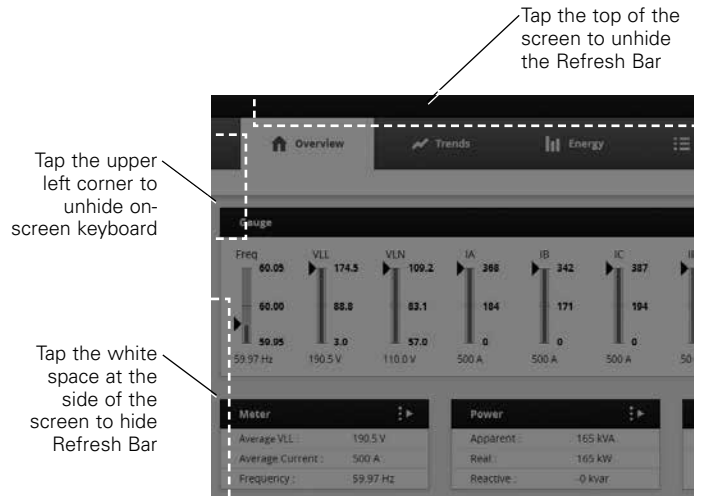 Tap the top of the
screen to unhide
the Refresh Bar
Tap the upper
left corner to
unhide on-
screen keyboard
Tap the white
space at the
side of the
screen to hide
Refresh Bar
Overview Trends Energy
Gauge
Freq VLL VLN IA IB IC
60.05 174.5 109.2 368 342 387
60.00 88.8 83.1 184 171 194
59.95 3.0 57.0 0 0 0
59.97 Hz 190.5 V 110.0 V 500 A 500 A 500 A 50
Meter Power
Average VLL : 190.5 V Apparent : 165 kVA
Average Current : 500 A Real : 165 kW
Frequency : 59.97 Hz Reactive : -0 kvar